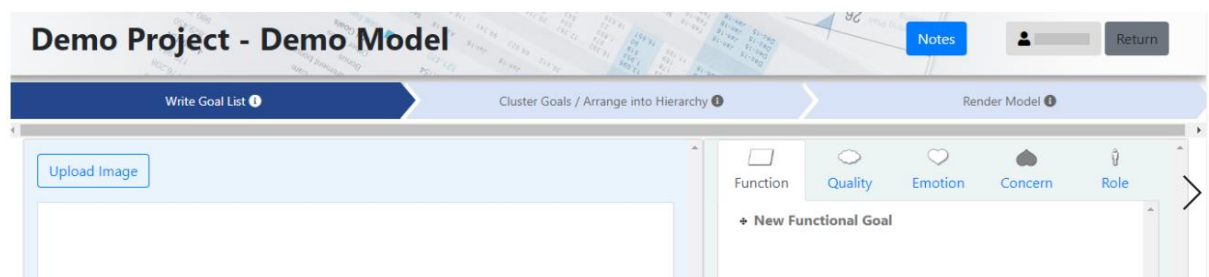 Demo Project - Demo Model
Notes
Return
Write Goal List
Cluster Goals / Arrange into Hierarchy
Render Model
Upload Image
Function
Quality
Emotion
Concern
Role
New Functional Goal